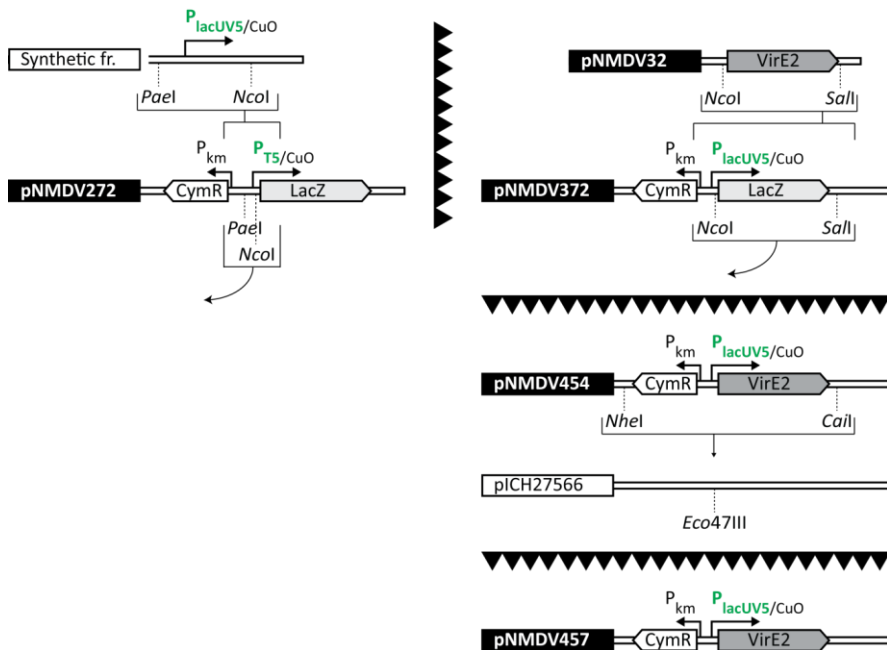 PlacUV5/CuO
Synthetic fr.
PaeI NcoI
Pkm PT5/CuO
pNMDV272 CymR LacZ
PaeI
NcoI
pNMDV32 VirE2
NcoI SalI
Pkm PlacUV5/CuO
pNMDV372 CymR LacZ
NcoI SalI
Pkm PlacUV5/CuO
pNMDV454 CymR VirE2
NheI CaiI
pICH27566
Eco47III
Pkm PlacUV5/CuO
pNMDV457 CymR VirE2